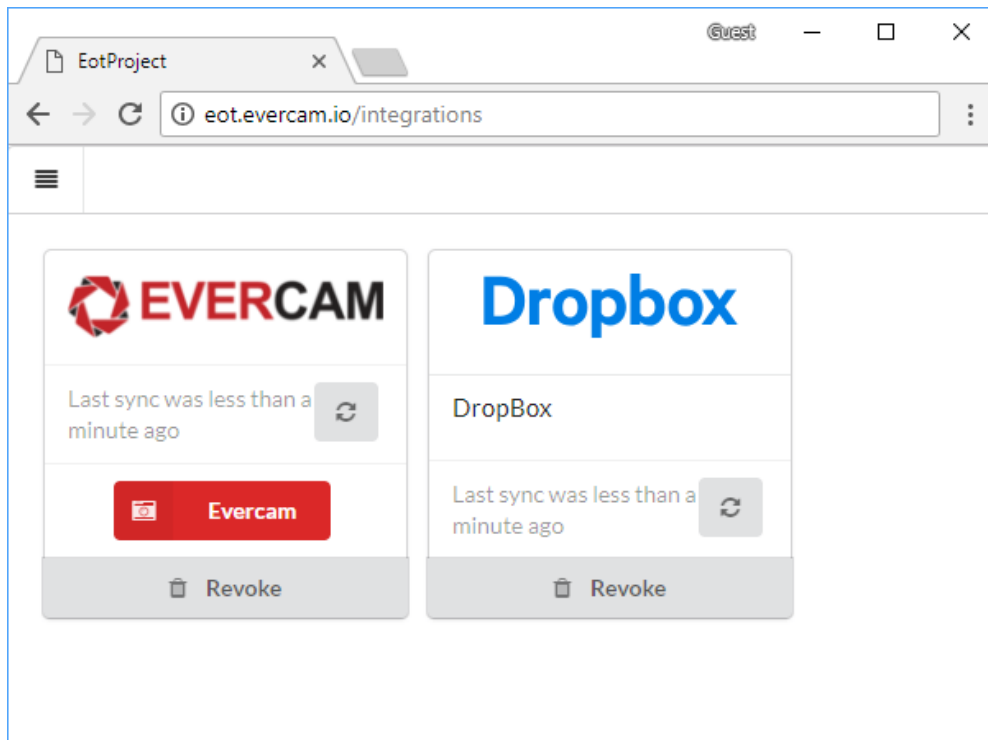 Guest
EotProject
eot.evercam.io/integrations
EVERCAM
Last sync was less than a
minute ago
Evercam
Revoke
Dropbox
DropBox
Last sync was less than a
minute ago
Revoke